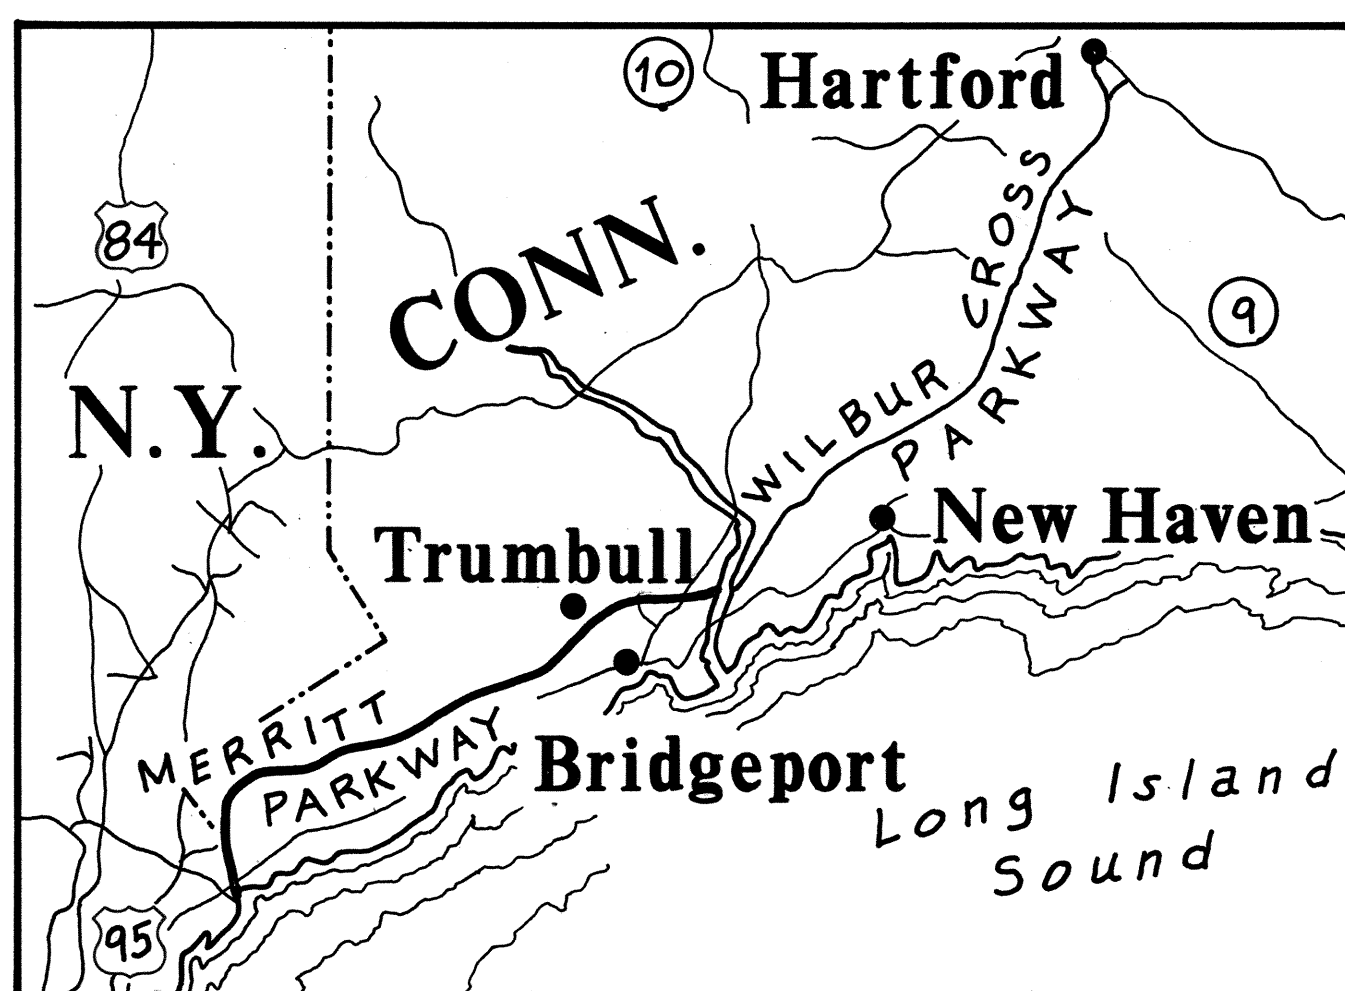 10
Hartford
84
CONN.
WILBUR CROSS
PARKWAY
9
N.Y.
New Haven
Trumbull
MERRITT
PARKWAY
Bridgeport
Long Island
Sound
95